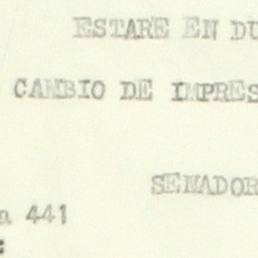 ESTARE EN DU
CAMBIO DE IMPRES
SENADOR
a 441
: